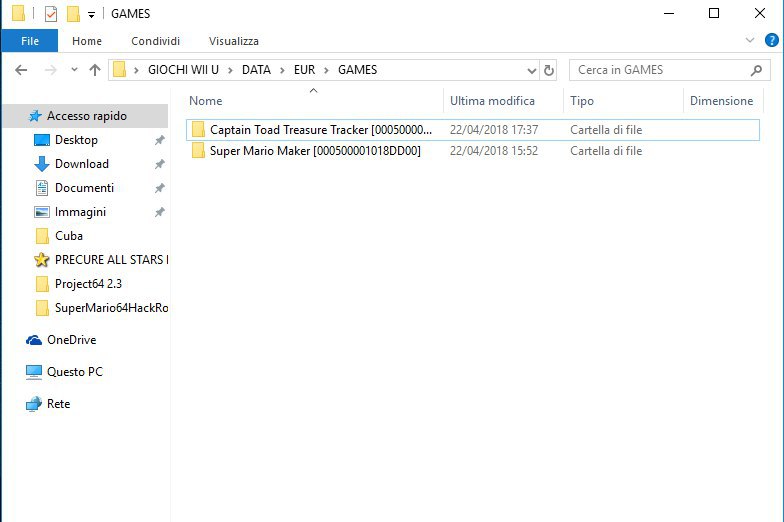 GAMES
File Home Condividi Visualizza
GIOCHI WII U > DATA > EUR > GAMES Cerca in GAMES
Nome Ultima modifica Tipo Dimensione
Accesso rapido
Captain Toad Treasure Tracker [00050000... 22/04/2018 17:37 Cartella di file
Desktop
Super Mario Maker [000500001018DD00] 22/04/2018 15:52 Cartella di file
Download
Documenti
Immagini
Cuba
PRECURE ALL STARS
Project64 2.3
SuperMario64HackRo
OneDrive
Questo PC
Rete